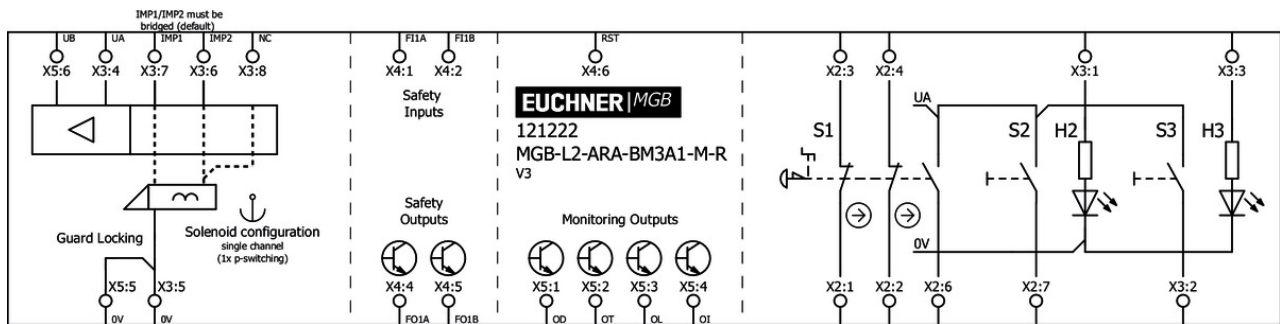 IMP1/IMP2 must be
bridged (default)
UB UA IMP1 IMP2 NC FI1A FI1B RST
X5:6 X3:4 X3:7 X3:6 X3:8 X4:1 X4:2 X4:6 X2:3 X2:4 X3:1 X3:3
Safety
Inputs
EUCHNER MGB
121222
MGB-L2-ARA-BM3A1-M-R
V3
UA
S1 S2 H2 S3 H3
Guard Locking
Solenoid configuration
single channel
(1x p-switching)
Safety
Outputs
Monitoring Outputs
0V
X5:5 X3:5 X4:4 X4:5 X5:1 X5:2 X5:3 X5:4 X2:1 X2:2 X2:6 X2:7 X3:2
0V 0V FO1A FO1B OD OT OL OI